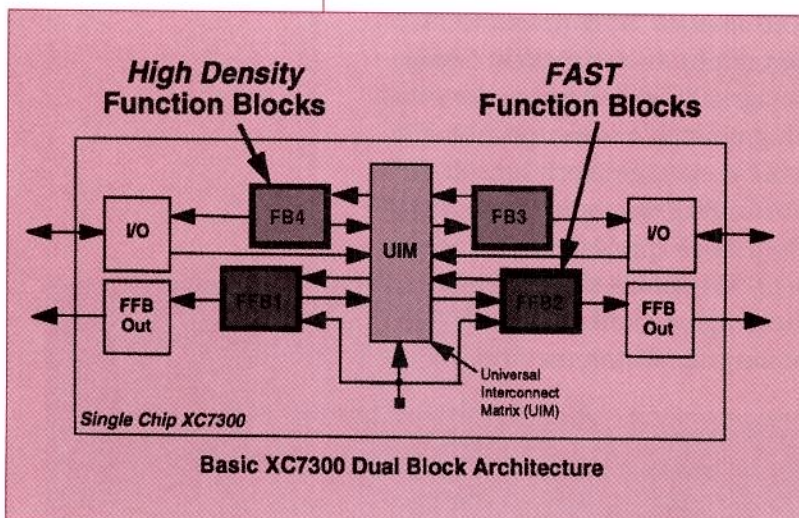 High Density
Function Blocks
FAST
Function Blocks
I/O
FB4
UIM
FB3
I/O
FFB
Out
FFB1
FFB2
FFB
Out
Universal
Interconnect
Matrix (UIM)
Single Chip XC7300
Basic XC7300 Dual Block Architecture